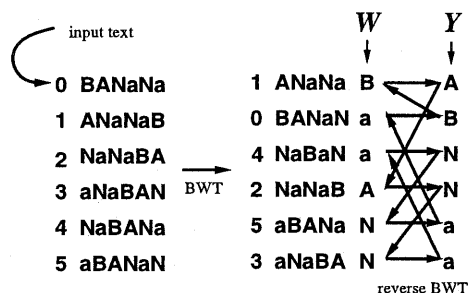 input text
W Y
0 BANaNa
1 ANaNaB
2 NaNaBA
3 aNaBAN
4 NaBANa
5 aBANaN
BWT
1 ANaNa B A
0 BANaN a B
4 NaBaN a N
2 NaNaB A N
5 aBANa N a
3 aNaBA N a
reverse BWT